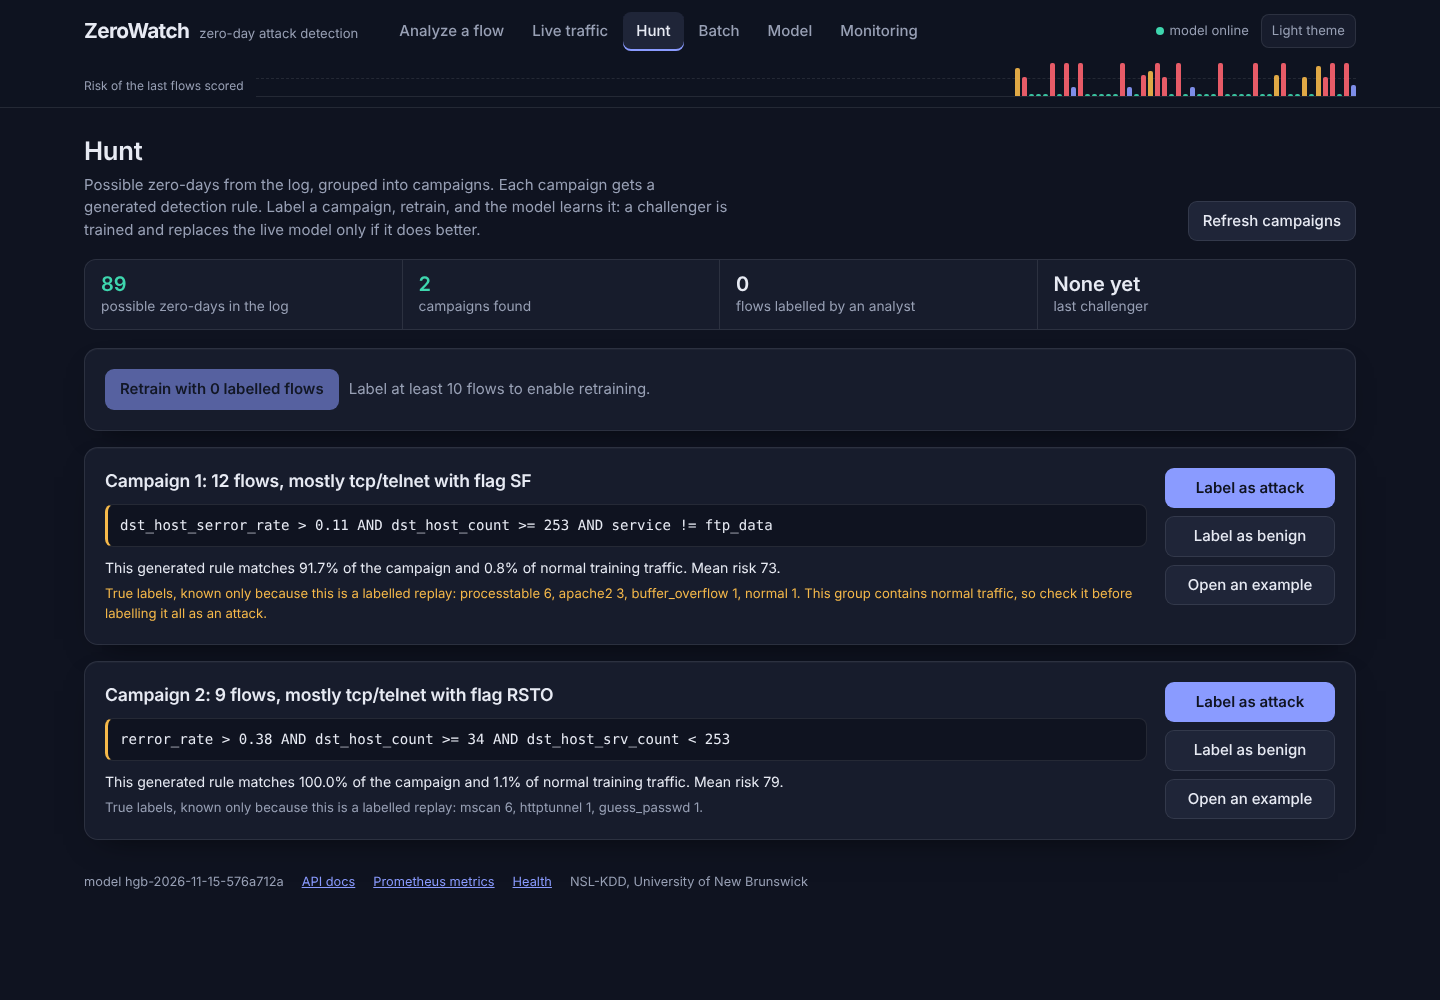 ZeroWatch zero-day attack detection Analyze a flow Live traffic Hunt Batch Model Monitoring model online Light theme
Risk of the last flows scored
Hunt
Possible zero-days from the log, grouped into campaigns. Each campaign gets a
generated detection rule. Label a campaign, retrain, and the model learns it: a challenger is
trained and replaces the live model only if it does better.
Refresh campaigns
89 2 0 None yet
possible zero-days in the log campaigns found flows labelled by an analyst last challenger
Retrain with 0 labelled flows Label at least 10 flows to enable retraining.
Campaign 1: 12 flows, mostly tcp/telnet with flag SF
dst_host_serror_rate > 0.11 AND dst_host_count >= 253 AND service != ftp_data
This generated rule matches 91.7% of the campaign and 0.8% of normal training traffic. Mean risk 73.
True labels, known only because this is a labelled replay: processtable 6, apache2 3, buffer_overflow 1, normal 1. This group contains normal traffic, so check it before
labelling it all as an attack.
Label as attack
Label as benign
Open an example
Campaign 2: 9 flows, mostly tcp/telnet with flag RSTO
rerror_rate > 0.38 AND dst_host_count >= 34 AND dst_host_srv_count < 253
This generated rule matches 100.0% of the campaign and 1.1% of normal training traffic. Mean risk 79.
True labels, known only because this is a labelled replay: mscan 6, httptunnel 1, guess_passwd 1.
Label as attack
Label as benign
Open an example
model hgb-2026-11-15-576a712a API docs Prometheus metrics Health NSL-KDD, University of New Brunswick